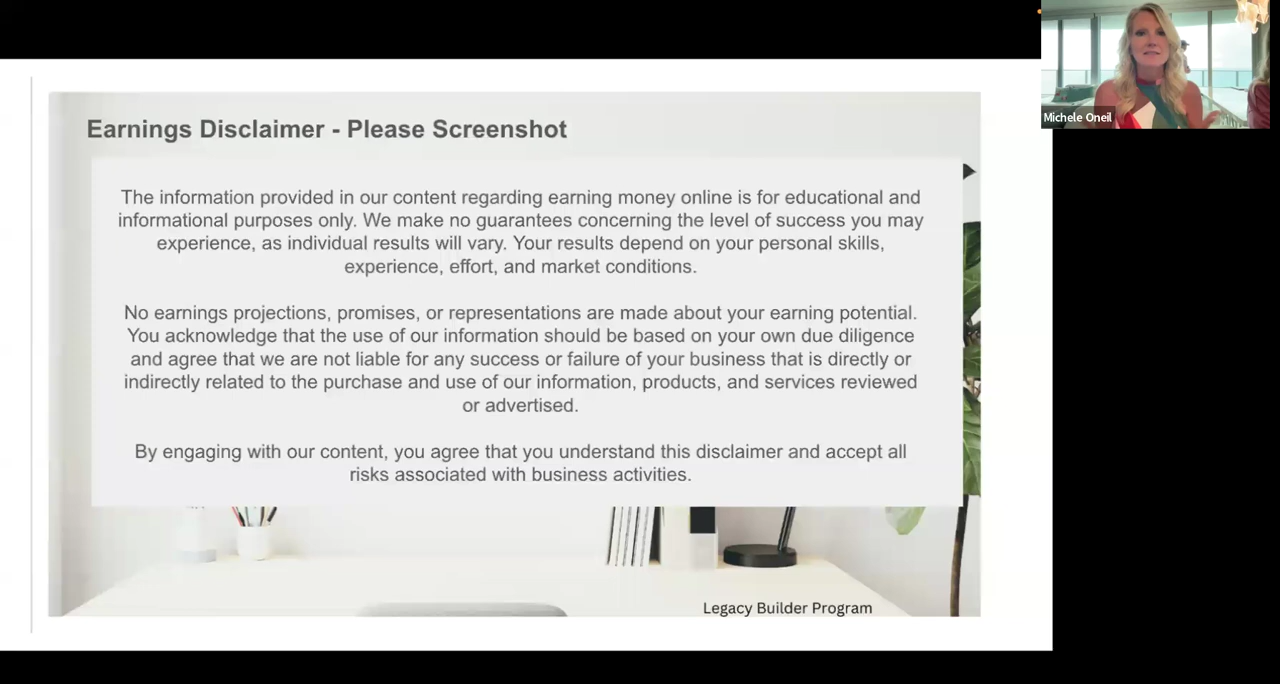 Michele Oneil
Earnings Disclaimer - Please Screenshot
The information provided in our content regarding earning money online is for educational and
informational purposes only. We make no guarantees concerning the level of success you may
experience, as individual results will vary. Your results depend on your personal skills,
experience, effort, and market conditions.
No earnings projections, promises, or representations are made about your earning potential.
You acknowledge that the use of our information should be based on your own due diligence
and agree that we are not liable for any success or failure of your business that is directly or
indirectly related to the purchase and use of our information, products, and services reviewed
or advertised.
By engaging with our content, you agree that you understand this disclaimer and accept all
risks associated with business activities.
Legacy Builder Program